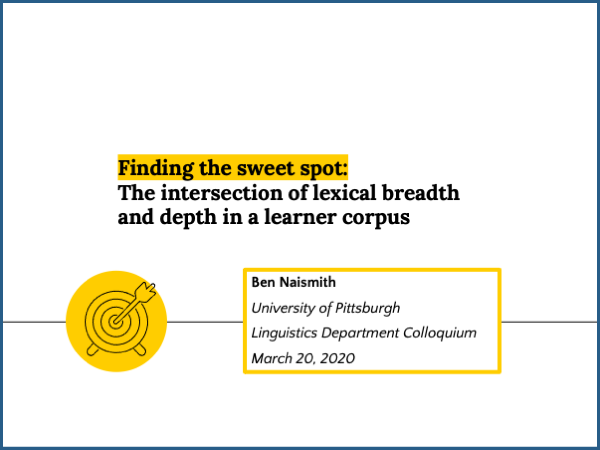 Finding the sweet spot:
The intersection of lexical breadth
and depth in a learner corpus
Ben Naismith
University of Pittsburgh
Linguistics Department Colloquium
March 20, 2020